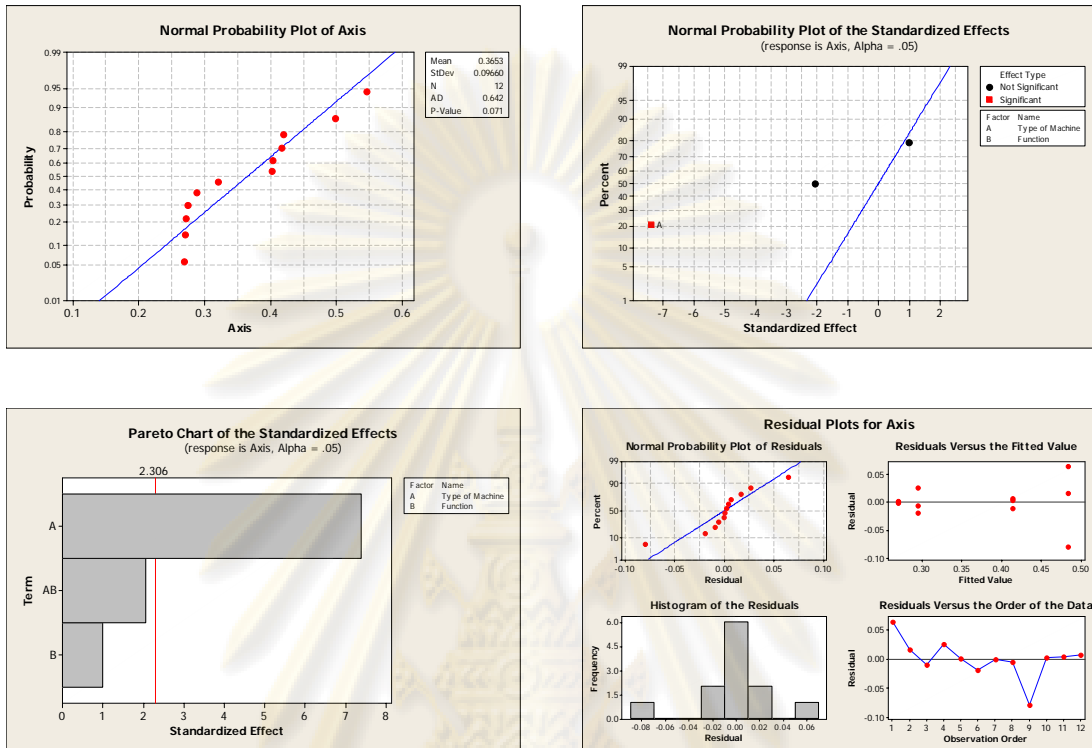 Normal Probability Plot of Axis
0.99
0.95
0.9
0.8
0.7
0.6
0.5
0.4
0.3
0.2
0.1
0.05
0.01
Probability
0.1 0.2 0.3 0.4 0.5 0.6
Axis
Mean 0.3653
StDev 0.09660
N 12
AD 0.642
P-Value 0.071
Normal Probability Plot of the Standardized Effects
(response is Axis, Alpha = .05)
99
95
90
80
70
60
50
40
30
20
10
5
1
Percent
A
-7 -6 -5 -4 -3 -2 -1 0 1 2
Standardized Effect
Effect Type
Not Significant
Significant
Factor Name
A Type of Machine
B Function
Pareto Chart of the Standardized Effects
(response is Axis, Alpha = .05)
2.306
A
AB
B
Term
0 1 2 3 4 5 6 7 8
Standardized Effect
Factor Name
A Type of Machine
B Function
Residual Plots for Axis
Normal Probability Plot of Residuals
99
90
50
10
1
Percent
-0.10 -0.05 0.00 0.05 0.10
Residual
Residuals Versus the Fitted Value
0.05
0.00
-0.05
-0.10
Residual
0.30 0.35 0.40 0.45 0.50
Fitted Value
Histogram of the Residuals
6.0
4.5
3.0
1.5
0.0
Frequency
-0.08 -0.06 -0.04 -0.02 0.00 0.02 0.04 0.06
Residual
Residuals Versus the Order of the Data
0.05
0.00
-0.05
-0.10
Residual
1 2 3 4 5 6 7 8 9 10 11 12
Observation Order